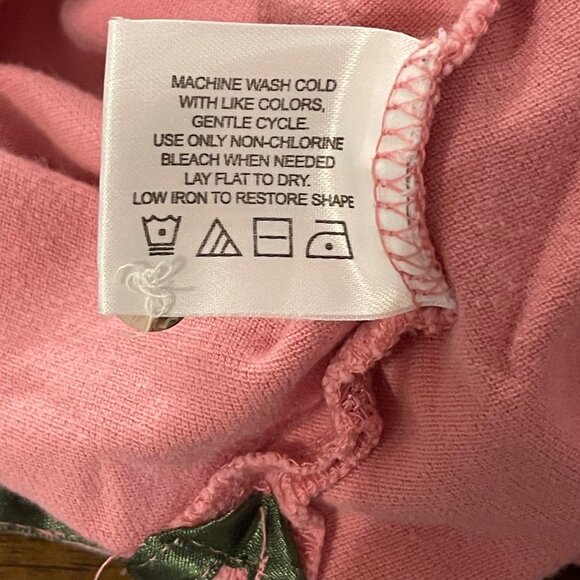 MACHINE WASH COLD
WITH LIKE COLORS,
GENTLE CYCLE.
USE ONLY NON-CHLORINE
BLEACH WHEN NEEDED
LAY FLAT TO DRY.
LOW IRON TO RESTORE SHAPE